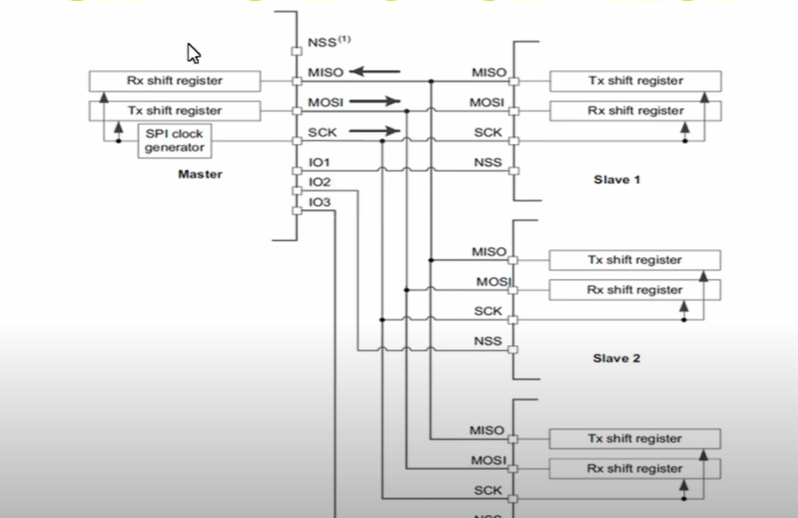 NSS(1)
MISO
MISO
Rx shift register
Tx shift register
MOSI
MOSI
Tx shift register
Rx shift register
SPI clock
generator
SCK
SCK
IO1
NSS
Master
Slave 1
IO2
IO3
MISO
Tx shift register
MOSI
Rx shift register
SCK
NSS
Slave 2
MISO
Tx shift register
MOSI
Rx shift register
SCK
NSS